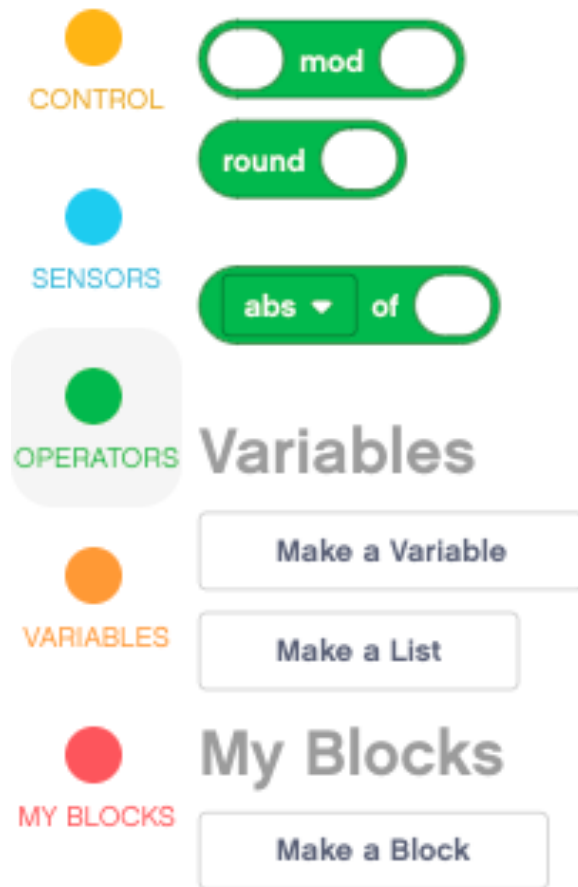 CONTROL
SENSORS
OPERATORS
VARIABLES
MY BLOCKS
mod
round
abs of
Variables
Make a Variable
Make a List
My Blocks
Make a Block